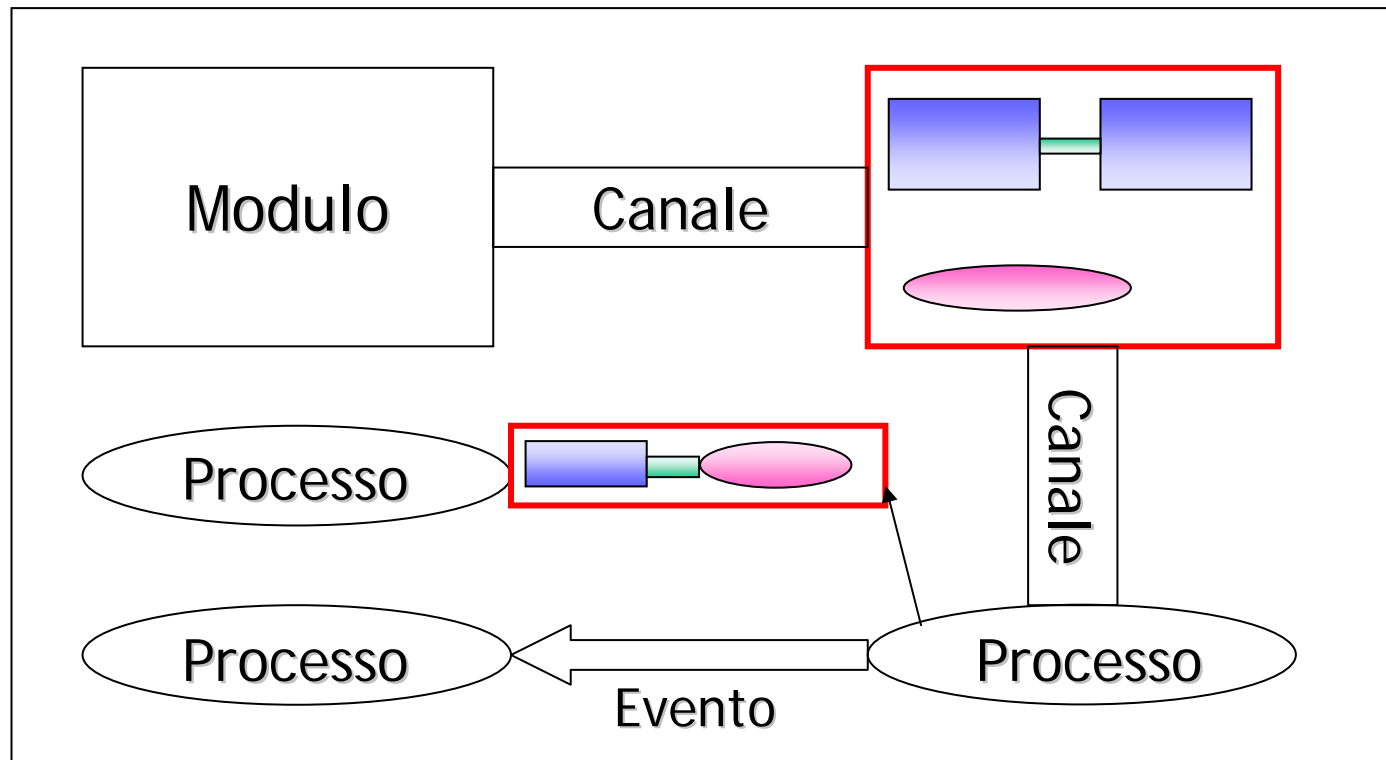 Modulo
Canale
Canale
Processo
Processo
Evento
Processo